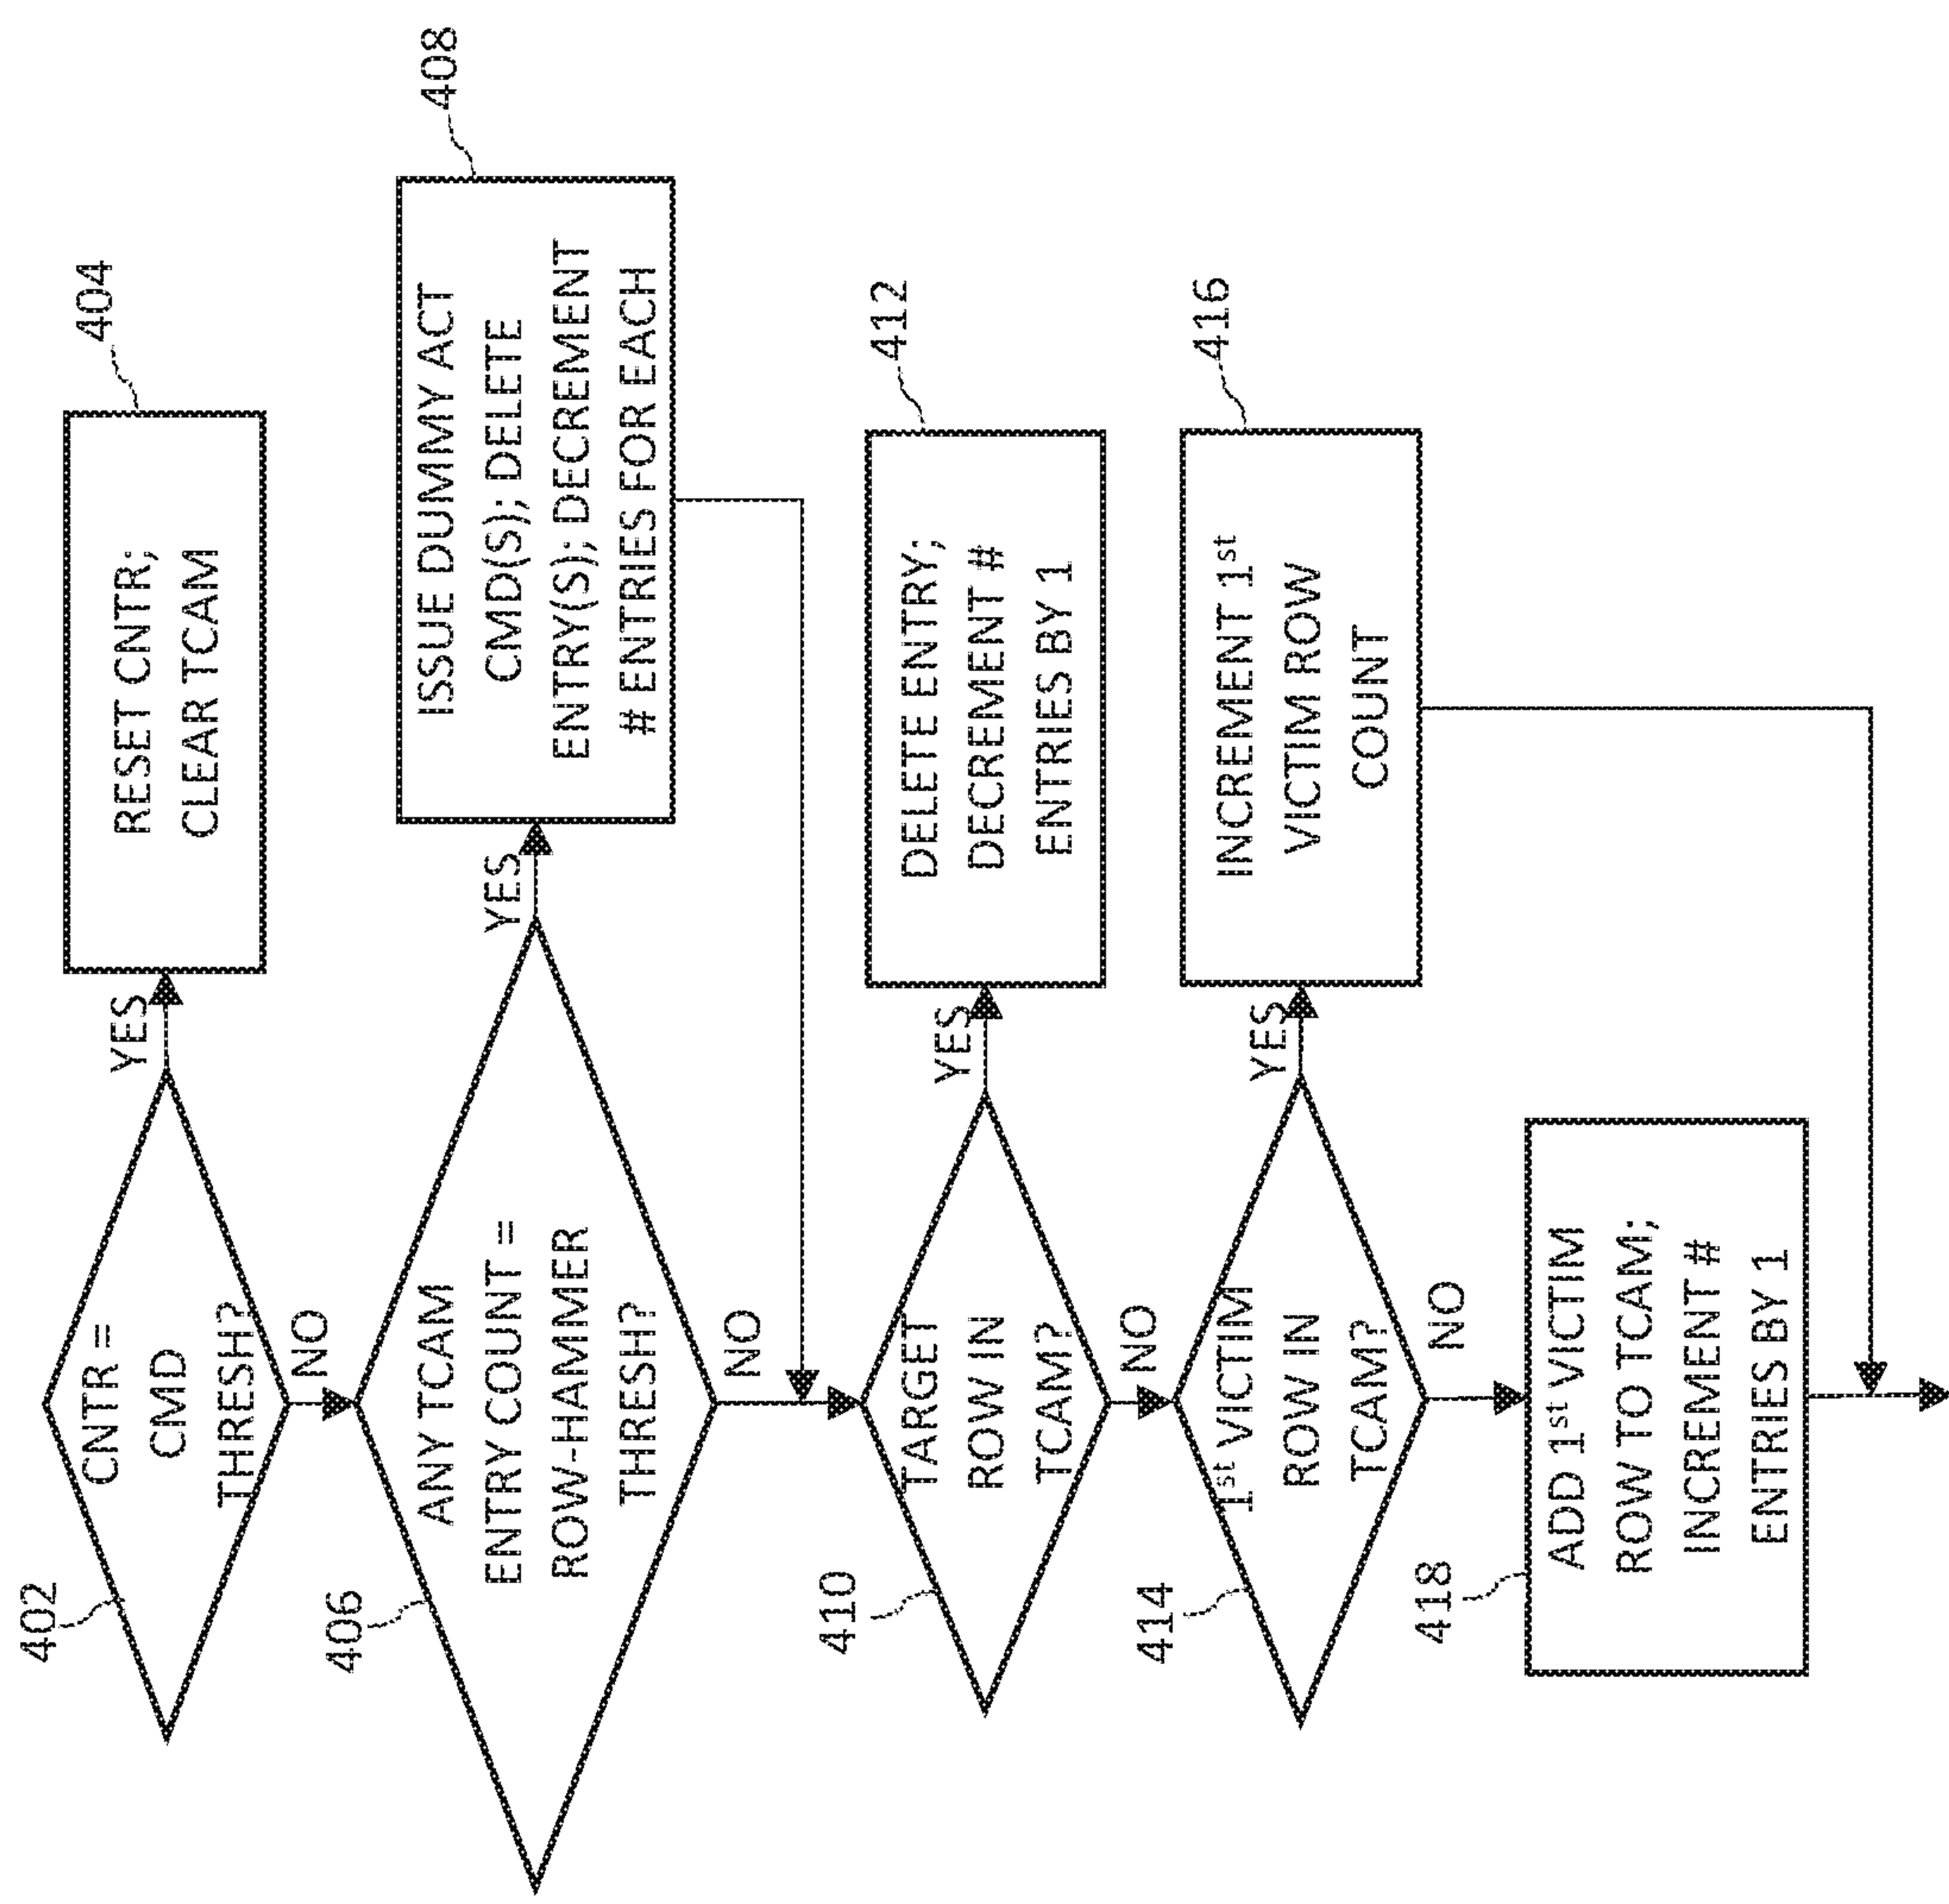 402
CNTR =
CMD
THRESH?
YES
404
RESET CNTR;
CLEAR TCAM
NO
406
ANY TCAM
ENTRY COUNT =
ROW-HAMMER
THRESH?
YES
408
ISSUE DUMMY ACT
CMD(S); DELETE
ENTRY(S); DECREMENT
# ENTRIES FOR EACH
NO
410
TARGET
ROW IN
TCAM?
YES
412
DELETE ENTRY;
DECREMENT #
ENTRIES BY 1
NO
414
1st VICTIM
ROW IN
TCAM?
YES
416
INCREMENT 1st
VICTIM ROW
COUNT
NO
418
ADD 1st VICTIM
ROW TO TCAM;
INCREMENT #
ENTRIES BY 1